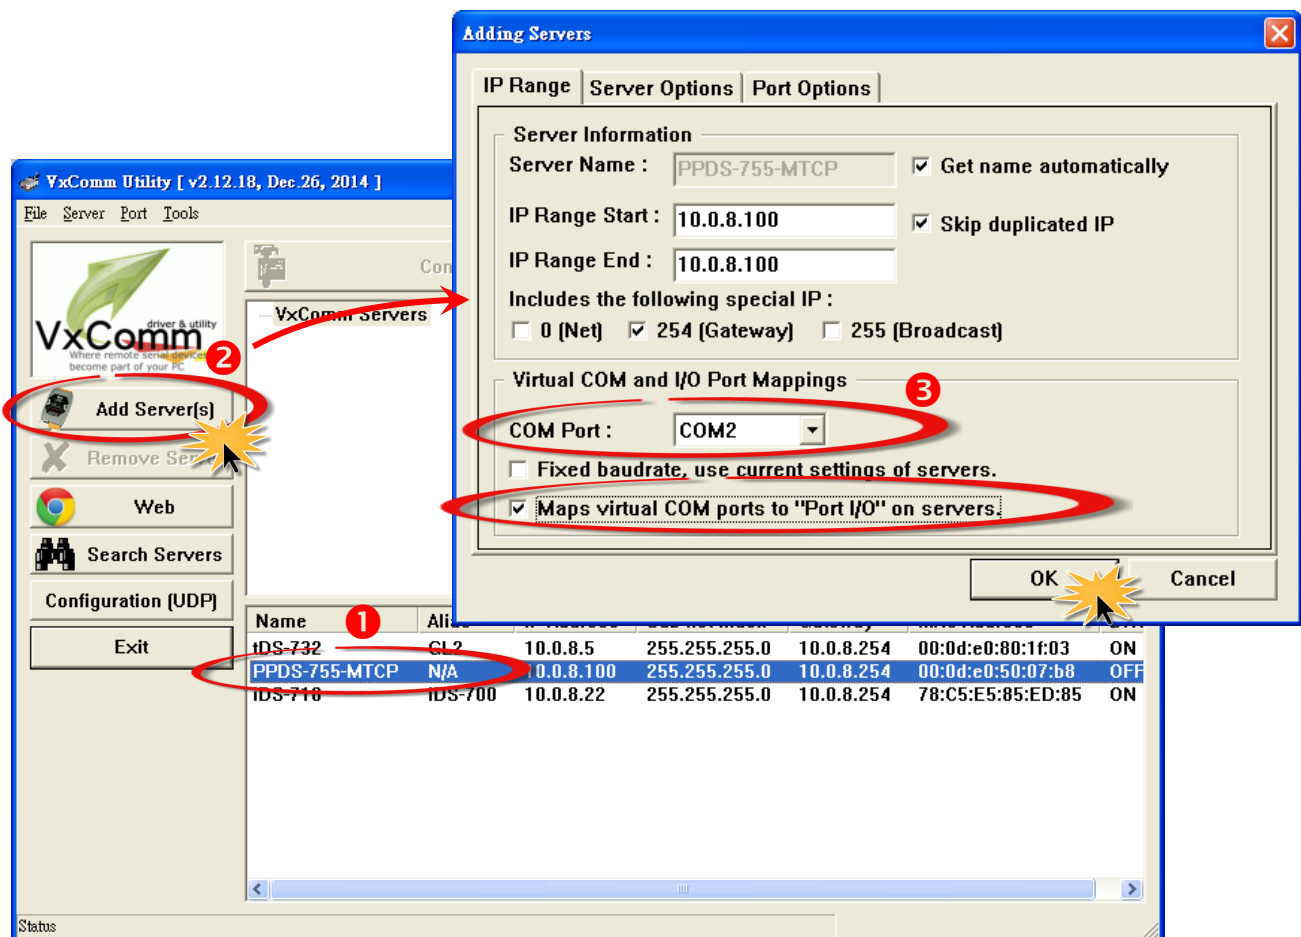 Adding Servers
IP Range Server Options Port Options
Server Information
Server Name : PPDS-755-MTCP Get name automatically
IP Range Start : 10.0.8.100 Skip duplicated IP
IP Range End : 10.0.8.100
Includes the following special IP :
0 (Net) 254 (Gateway) 255 (Broadcast)
Virtual COM and I/O Port Mappings
3
COM Port : COM2
Fixed baudrate, use current settings of servers.
Maps virtual COM ports to "Port I/O" on servers.
OK Cancel
VxComm Utility [ v2.12.18, Dec.26, 2014 ]
File Server Port Tools
VxComm
driver & utility
Where remote serial devices
become part of your PC
2
Add Server(s)
Web
Search Servers
Configuration (UDP)
Exit
VxComm Servers
1
Name
tDS-732 GL2 10.0.8.5 255.255.255.0 10.0.8.254 00:0d:e0:80:1f:03 ON
PPDS-755-MTCP N/A 10.0.8.100 255.255.255.0 10.0.8.254 00:0d:e0:50:07:b8 OFF
10.0.8.22 255.255.255.0 10.0.8.254 78:C5:E5:85:ED:85 ON
Status